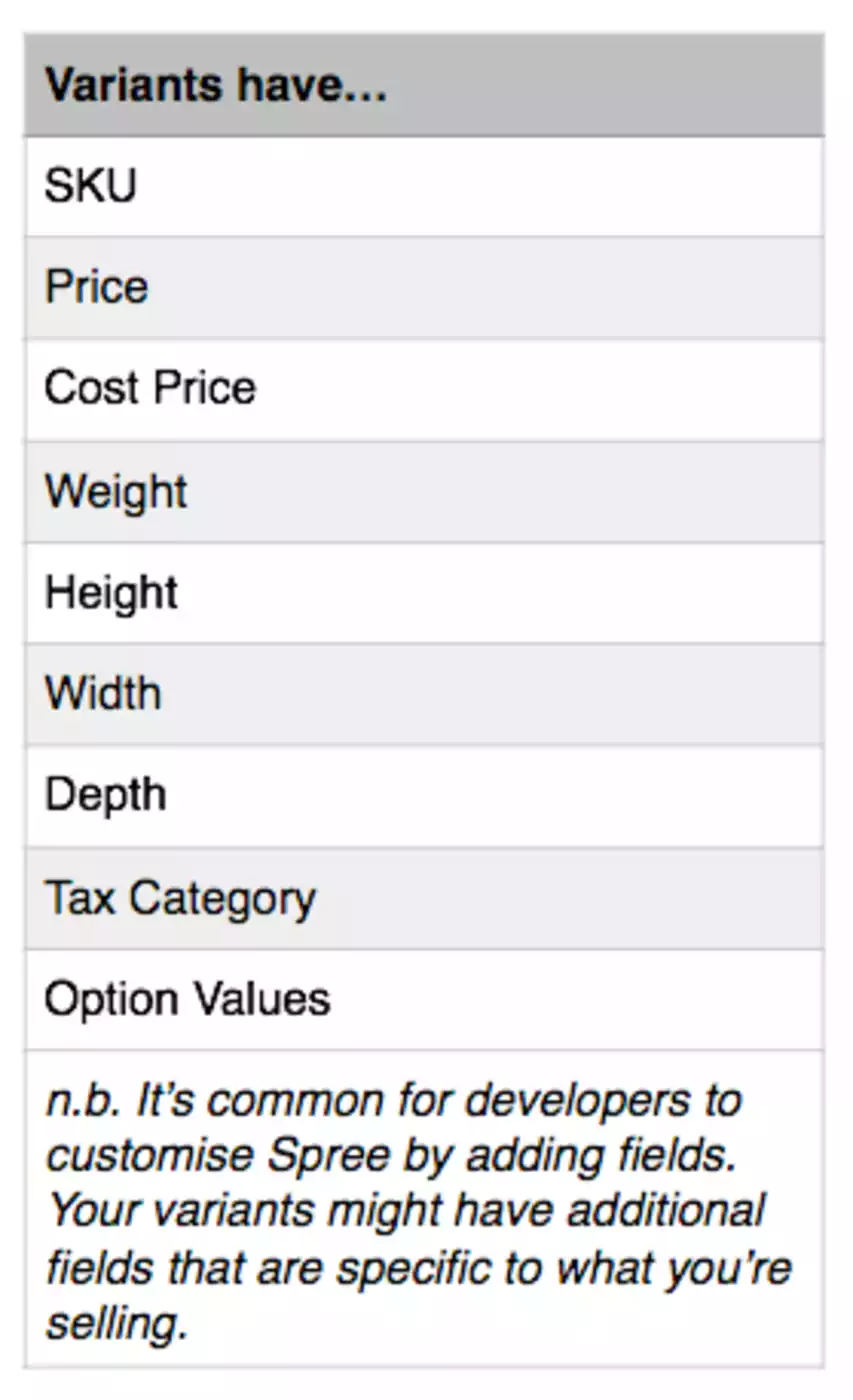 Variants have…
SKU
Price
Cost Price
Weight
Height
Width
Depth
Tax Category
Option Values
n.b. It’s common for developers to
customise Spree by adding fields.
Your variants might have additional
fields that are specific to what you’re
selling.